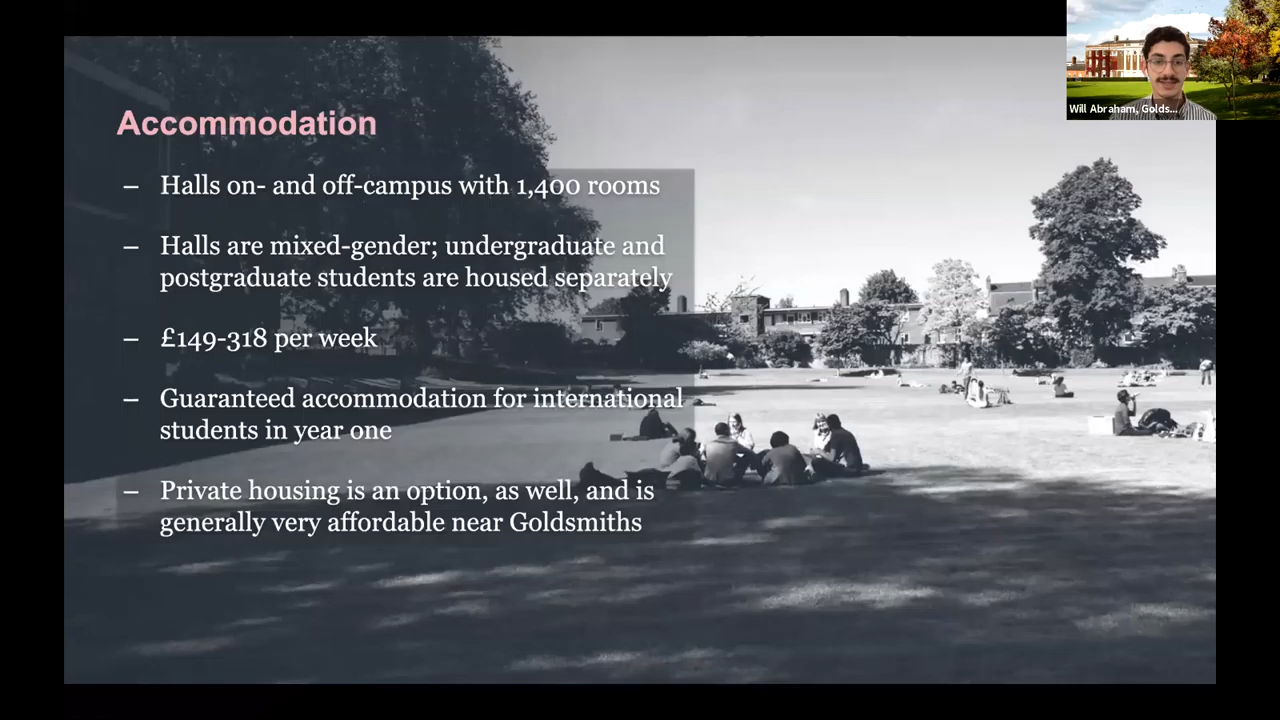 Will Abraham, Golds...
Accommodation
– Halls on- and off-campus with 1,400 rooms
– Halls are mixed-gender; undergraduate and
postgraduate students are housed separately
– £149-318 per week
– Guaranteed accommodation for international
students in year one
– Private housing is an option, as well, and is
generally very affordable near Goldsmiths